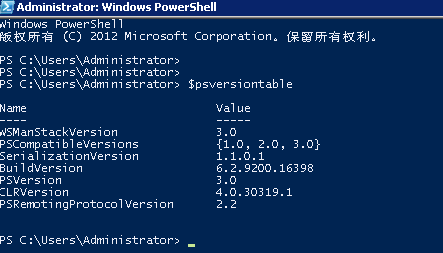 Administrator: Windows PowerShell
Windows PowerShell
版權所有 (C) 2012 Microsoft Corporation。保留所有權利。
PS C:\Users\Administrator>
PS C:\Users\Administrator>
PS C:\Users\Administrator> $psversiontable
Name Value
---- -----
WSManStackVersion 3.0
PSCompatibleVersions {1.0, 2.0, 3.0}
SerializationVersion 1.1.0.1
BuildVersion 6.2.9200.16398
PSVersion 3.0
CLRVersion 4.0.30319.1
PSRemotingProtocolVersion 2.2
PS C:\Users\Administrator>